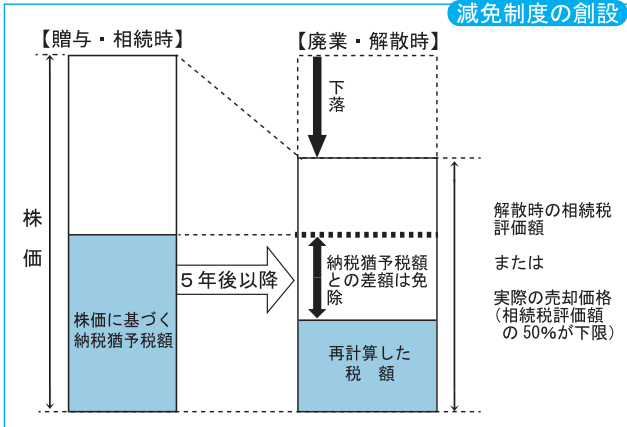 減免制度の創設
【贈与・相続時】
【廃業・解散時】
下落
株価
解散時の相続税
評価額
または
実際の売却価格
(相続税評価額
の50%が下限)
5年後以降
納税猶予税額
との差額は免
除
株価に基づく
納税猶予税額
再計算した
税 額